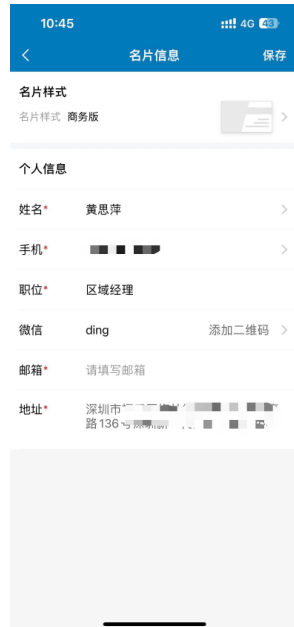 10:45
4G 43
名片信息
保存
名片样式
名片样式 商务版
个人信息
姓名* 黄思萍
手机*
职位* 区域经理
微信 ding 添加二维码
邮箱* 请填写邮箱
地址* 深圳市
路136号